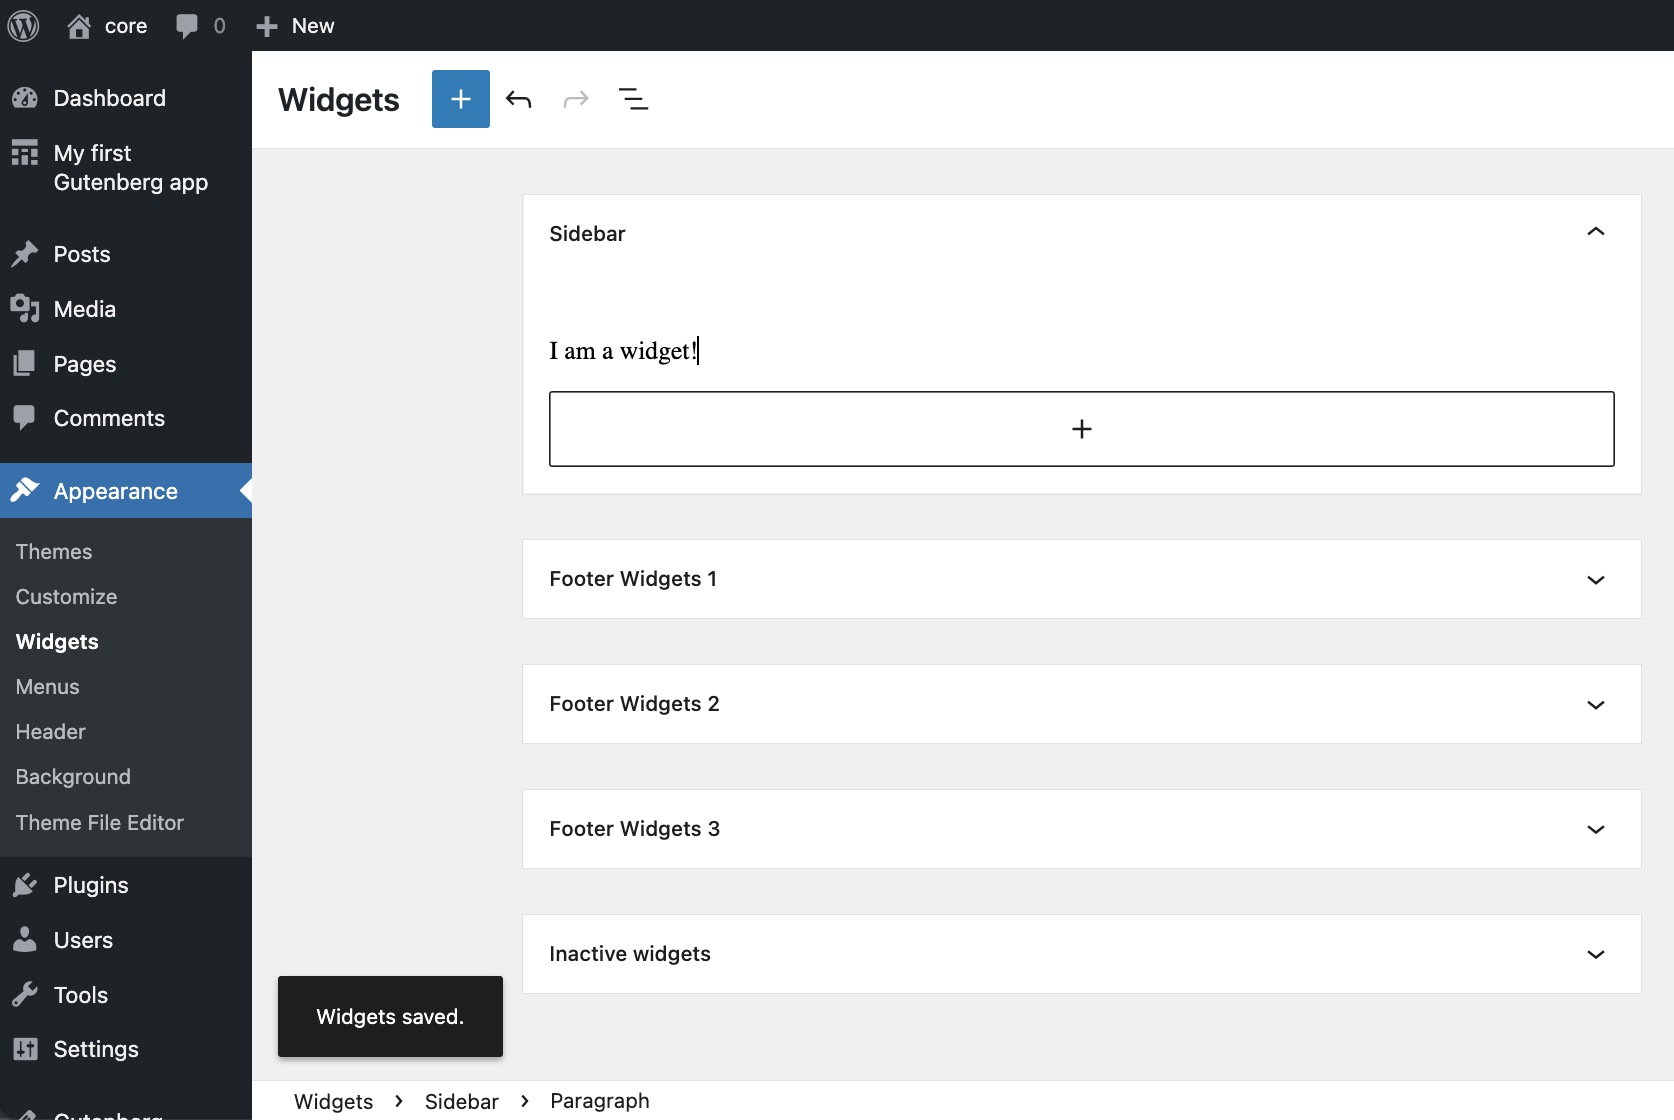 core
0
New
Dashboard
My first
Gutenberg app
Posts
Media
Pages
Comments
Appearance
Themes
Customize
Widgets
Menus
Header
Background
Theme File Editor
Plugins
Users
Tools
Settings
Gutenberg
Widgets
Sidebar
I am a widget!
Footer Widgets 1
Footer Widgets 2
Footer Widgets 3
Inactive widgets
Widgets saved.
Widgets › Sidebar › Paragraph